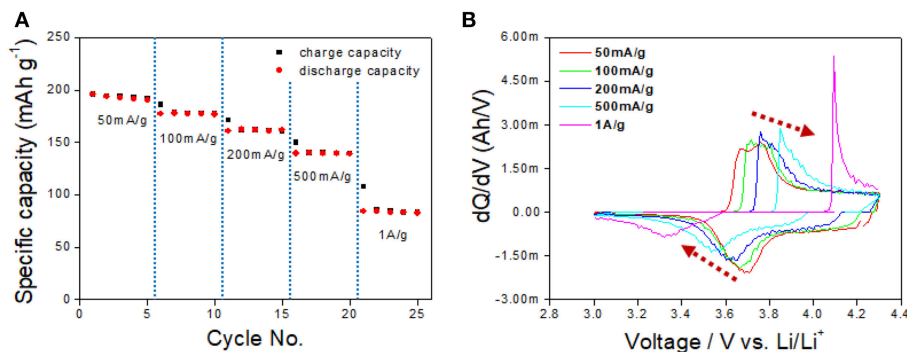 A
Specific capacity (mAh g⁻¹)
250
200
150
100
50
0
charge capacity
discharge capacity
50mA/g
100mA/g
200mA/g
500mA/g
1A/g
0 5 10 15 20 25
Cycle No.
B
dQ/dV (Ah/V)
6.00m
4.50m
3.00m
1.50m
0.00
-1.50m
-3.00m
50mA/g
100mA/g
200mA/g
500mA/g
1A/g
2.8 3.0 3.2 3.4 3.6 3.8 4.0 4.2 4.4
Voltage / V vs. Li/Li⁺